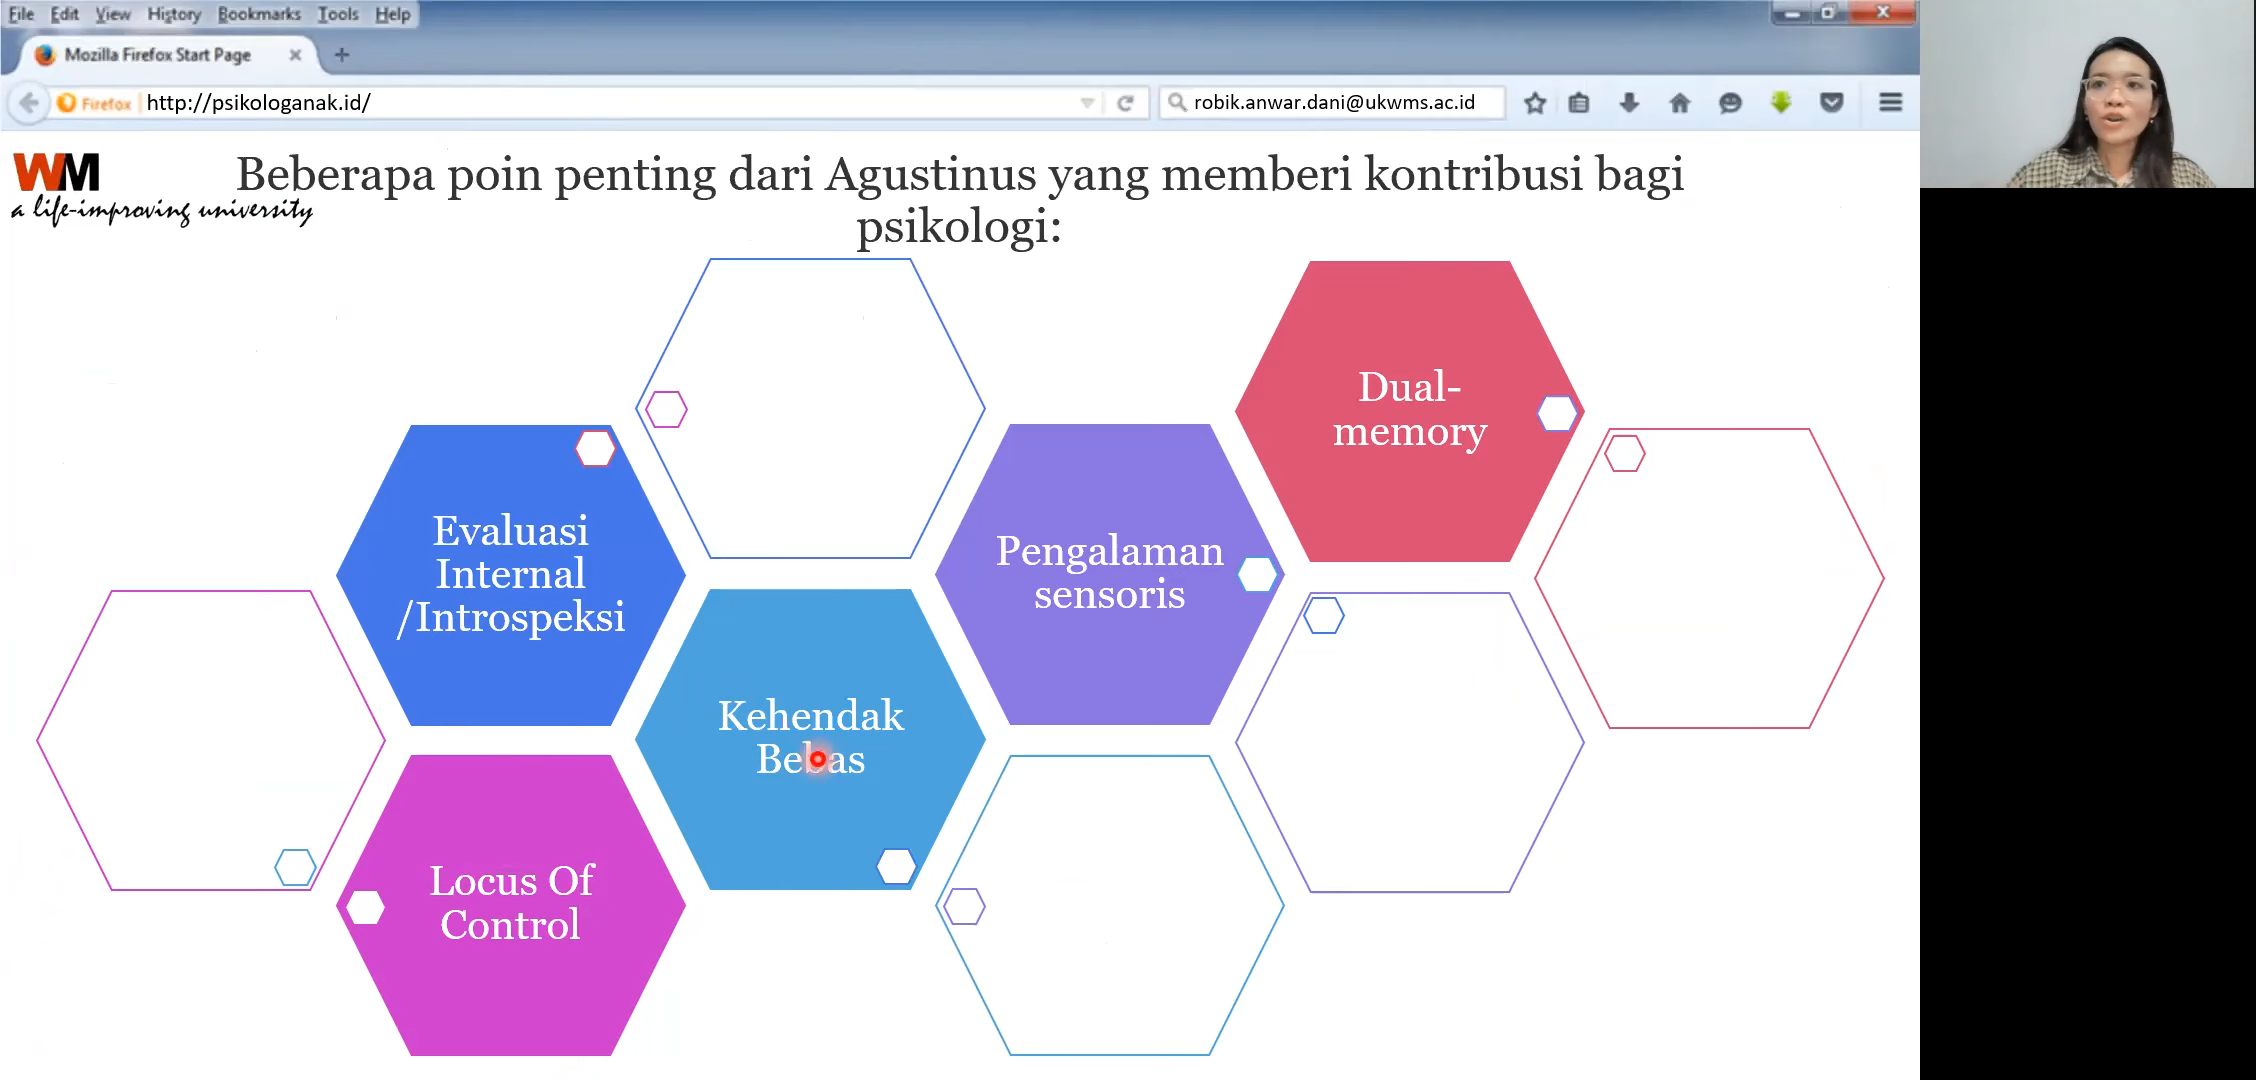 File Edit View History Bookmarks Tools Help
Mozilla Firefox Start Page
Firefox http://psikologanak.id/
robik.anwar.dani@ukwms.ac.id
WM
a life-improving university
Beberapa poin penting dari Agustinus yang memberi kontribusi bagi
psikologi:
Evaluasi
Internal
/Introspeksi
Locus Of
Control
Kehendak
Bebas
Pengalaman
sensoris
Dual-
memory